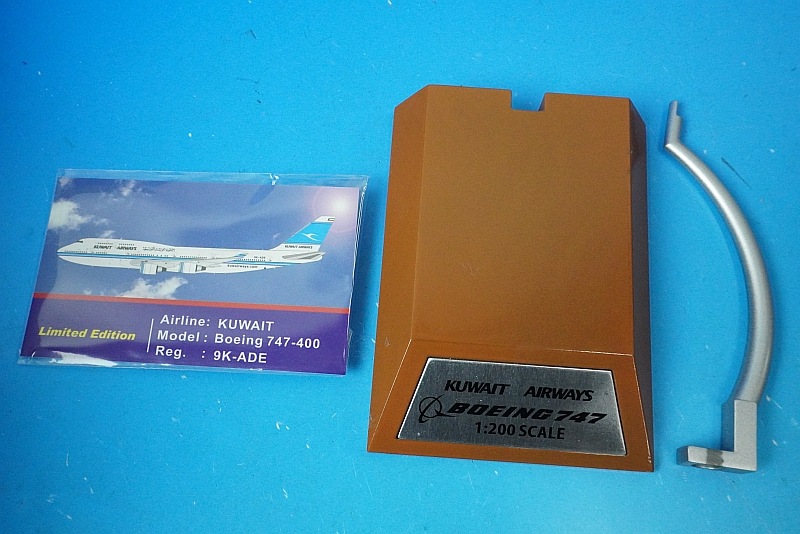 KUWAIT AIRWAYS
KUWAIT AIRWAYS
Limited Edition
Airline: KUWAIT
Model : Boeing 747-400
Reg. : 9K-ADE
KUWAIT AIRWAYS
BOEING 747
1:200 SCALE